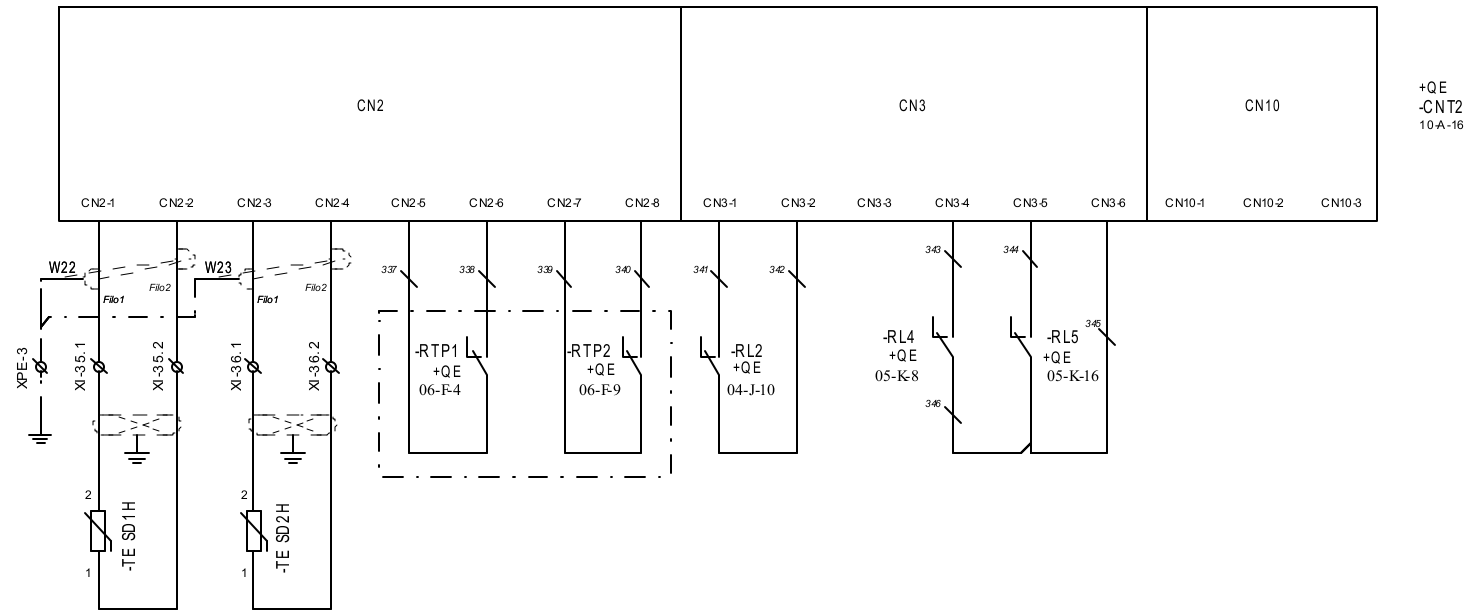 CN2
CN3
CN10
+QE
-CNT2
10-A-16
CN2-1
CN2-2
CN2-3
CN2-4
CN2-5
CN2-6
CN2-7
CN2-8
CN3-1
CN3-2
CN3-3
CN3-4
CN3-5
CN3-6
CN10-1
CN10-2
CN10-3
W22
Filo1
Filo2
W23
Filo1
Filo2
337
338
339
340
341
342
343
344
345
346
XPE-3
XI-35.1
XI-35.2
XI-36.1
XI-36.2
-RTP1
+QE
06-F-4
-RTP2
+QE
06-F-9
-RL2
+QE
04-J-10
-RL4
+QE
05-K-8
-RL5
+QE
05-K-16
2
-TE SD1H
1
2
-TE SD2H
1